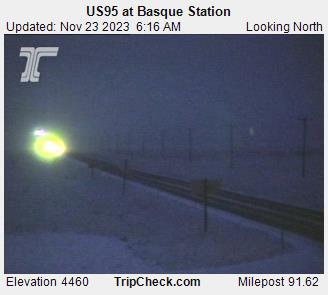 US95 at Basque Station
Updated: Nov 23 2023  6:16 AM Looking North
Elevation 4460 TripCheck.com Milepost 91.62